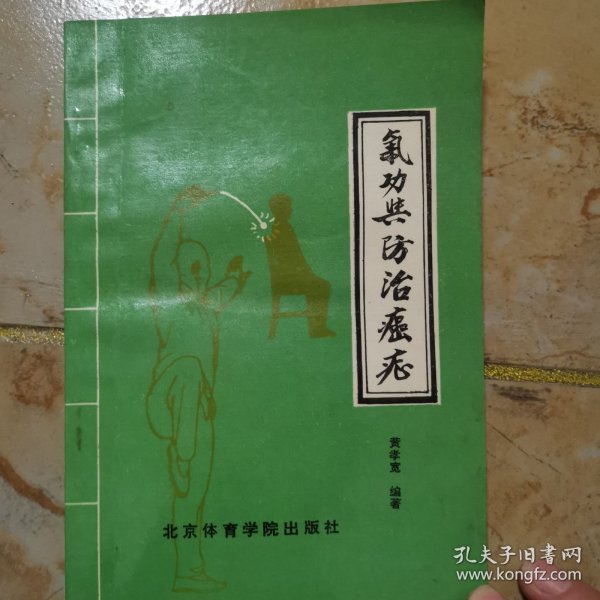 氣功與防治癌症
黄孝宽 编著
北京体育学院出版社
孔夫子旧书网
www.kongfz.com